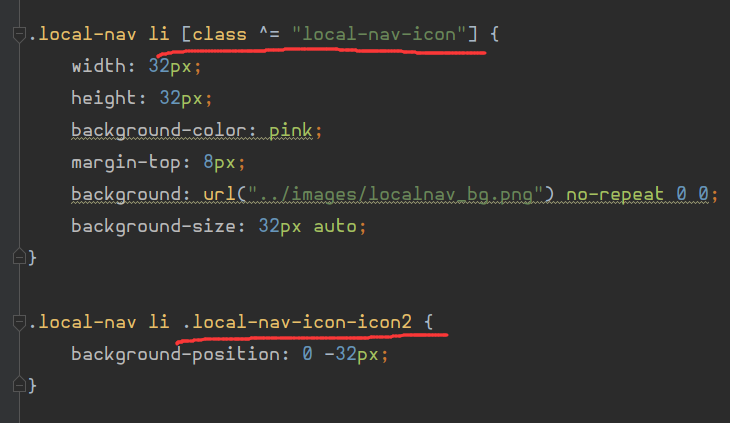 .local-nav li [class ^= "local-nav-icon"] {
width: 32px;
height: 32px;
background-color: pink;
margin-top: 8px;
background: url("../images/localnav_bg.png") no-repeat 0 0;
background-size: 32px auto;
}
.local-nav li .local-nav-icon-icon2 {
background-position: 0 -32px;
}